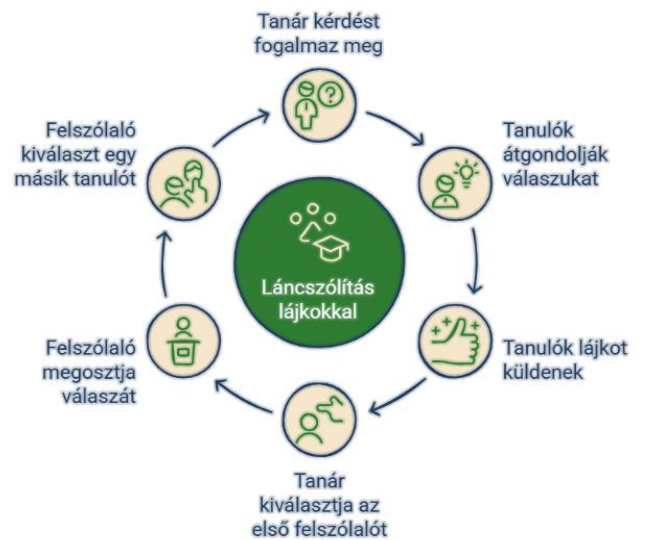 Tanár kérdést
fogalmaz meg
Tanulók
átgondolják
válaszukat
Tanulók lájkot
küldenek
Tanár
kiválasztja az
első felszólalót
Felszólaló
megosztja
válaszát
Felszólaló
kiválaszt egy
másik tanulót
Láncszólítás
lájkokkal